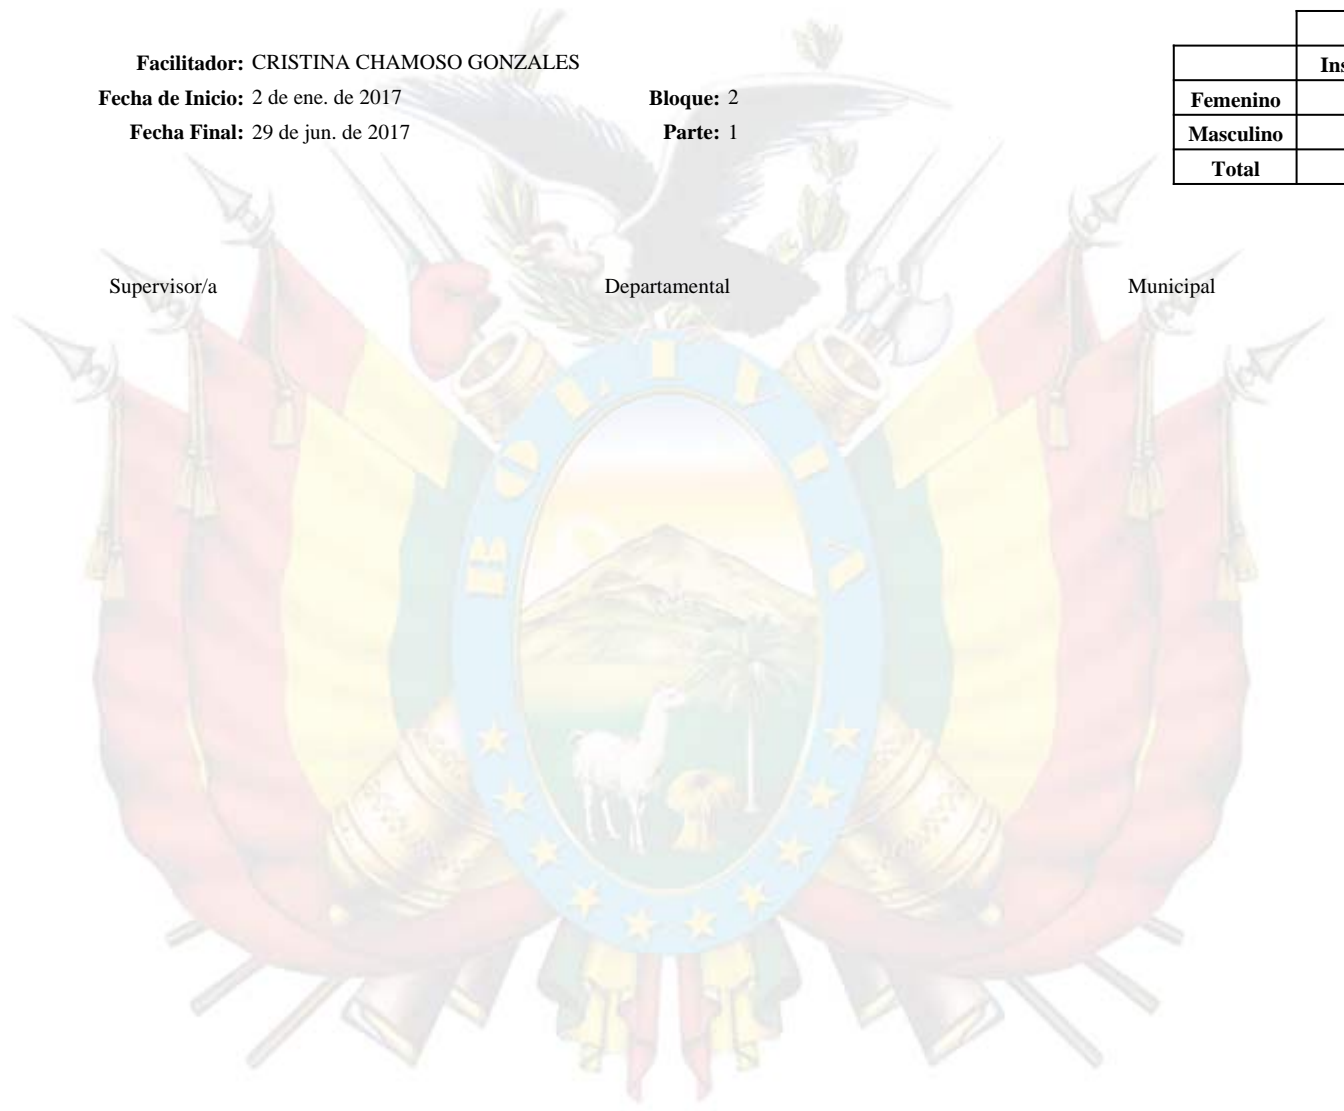 Facilitador: CRISTINA CHAMOSO GONZALES
Fecha de Inicio: 2 de ene. de 2017 Bloque: 2
Fecha Final: 29 de jun. de 2017 Parte: 1
Femenino
Masculino
Total
Supervisor/a Departamental Municipal
BOLIVIA